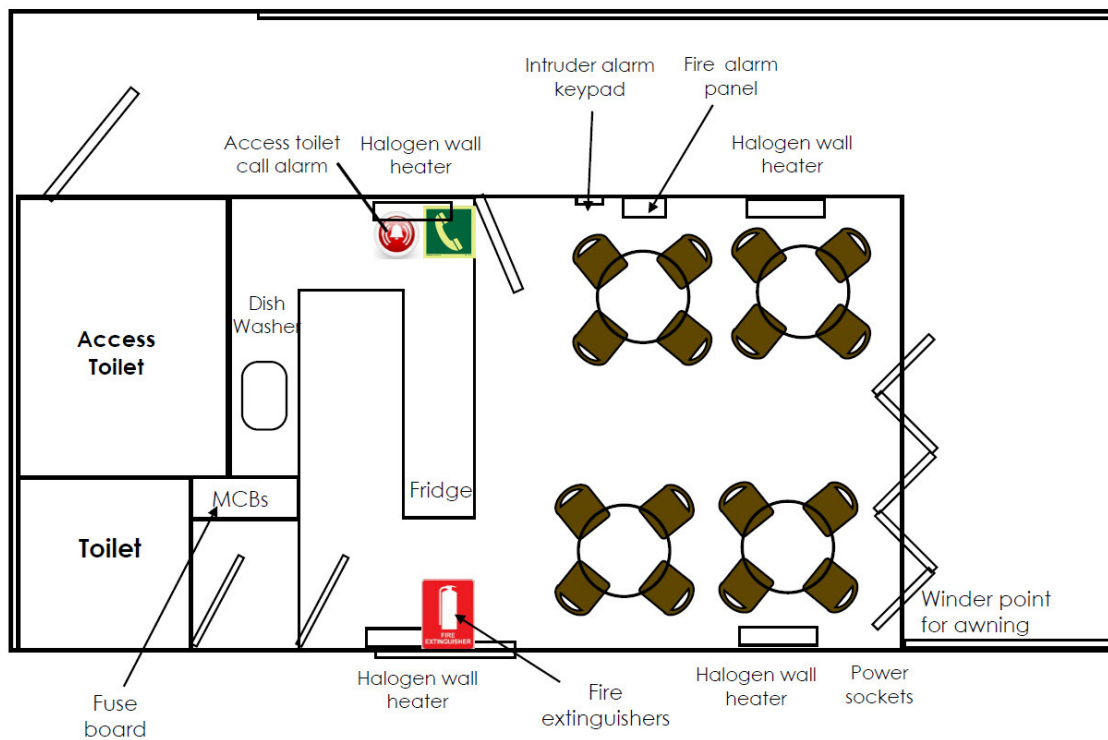 Intruder alarm
keypad
Fire alarm
panel
Access toilet
call alarm
Halogen wall
heater
Halogen wall
heater
Dish
Washer
Access
Toilet
MCBs
Fridge
Toilet
FIRE
EXTINGUISHER
Winder point
for awning
Halogen wall
heater
Fire
extinguishers
Halogen wall
heater
Power
sockets
Fuse
board